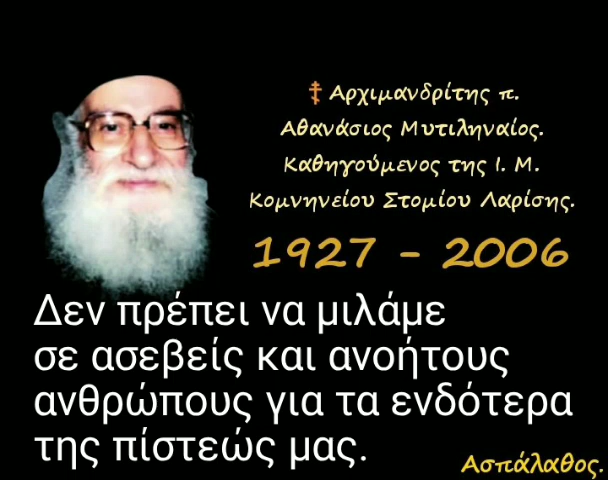 ‡ Αρχιμανδρίτης π.
Αθανάσιος Μυτιληναίος.
Καθηγούμενος της Ι. Μ.
Κομνηνείου Στομίου Λαρίσης.
1927 - 2006
Δεν πρέπει να μιλάμε
σε ασεβείς και ανοήτους
ανθρώπους για τα ενδότερα
της πίστεώς μας.
Ασπάλαθος.